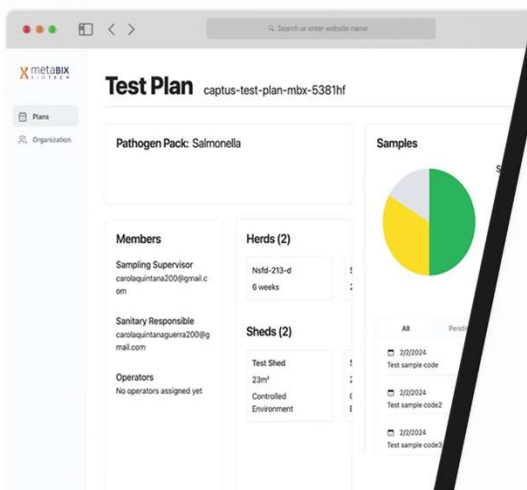 Search or enter website name
metaBIX
BIOTECH
Plans
Organization
Test Plan captus-test-plan-mbx-5381hf
Pathogen Pack: Salmonella
Members
Sampling Supervisor
carolaquintana200@gmail.c
om
Sanitary Responsible
carolaquintanaguerra200@g
mail.com
Operators
No operators assigned yet
Herds (2)
Nsfd-213-d
6 weeks
Sheds (2)
Test Shed
23m²
Controlled
Environment
Samples
All
2/2/2024
Test sample code
2/2/2024
Test sample code2
2/2/2024
Test sample code3